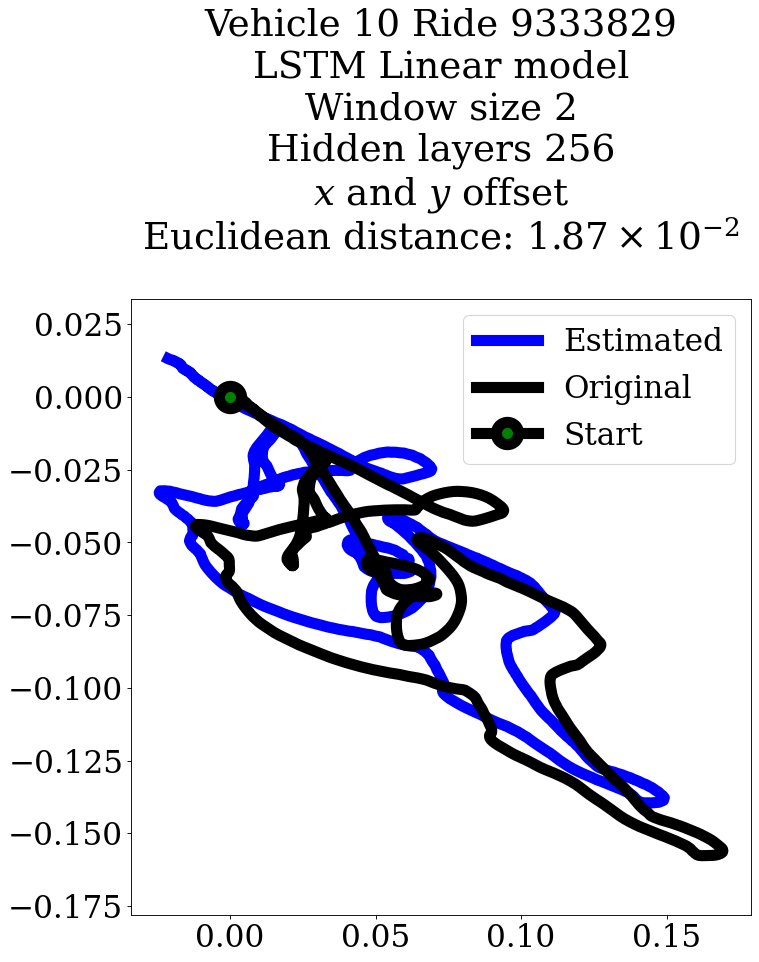 Vehicle 10 Ride 9333829
LSTM Linear model
Window size 2
Hidden layers 256
x and y offset
Euclidean distance: 1.87 × 10⁻²
Estimated
Original
Start
0.025
0.000
−0.025
−0.050
−0.075
−0.100
−0.125
−0.150
−0.175
0.00 0.05 0.10 0.15